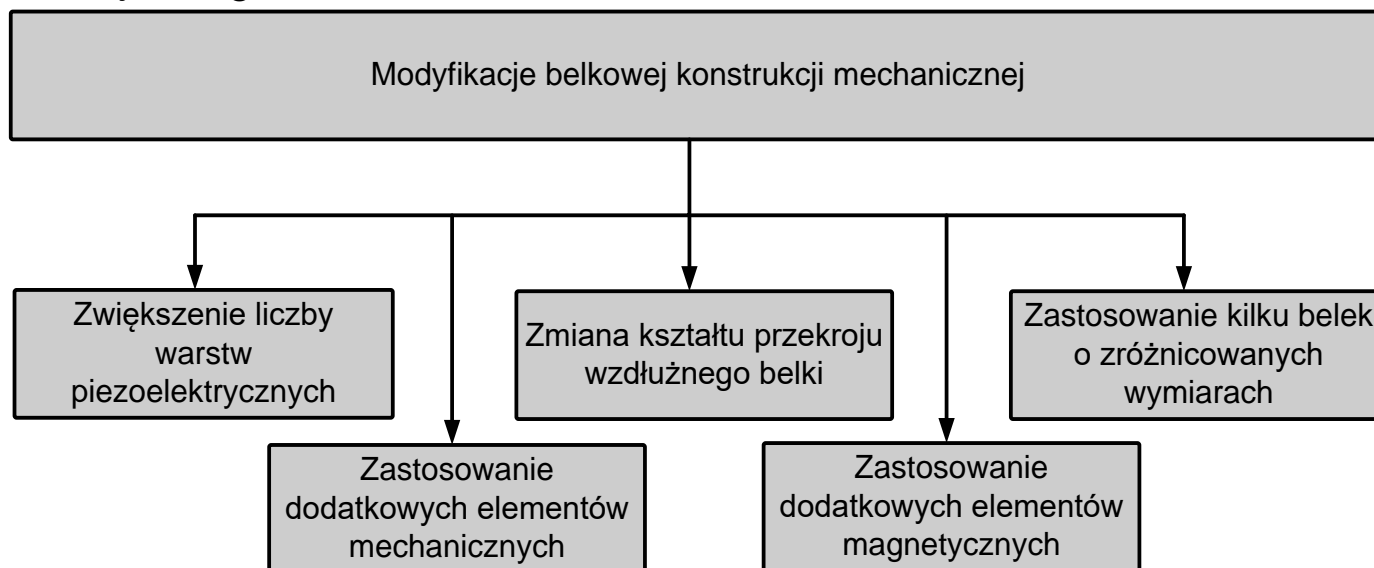 Modyfikacje belkowej konstrukcji mechanicznej
Zwiększenie liczby
warstw
piezoelektrycznych
Zmiana kształtu przekroju
wzdłużnego belki
Zastosowanie kilku belek
o zróżnicowanych
wymiarach
Zastosowanie
dodatkowych elementów
mechanicznych
Zastosowanie
dodatkowych elementów
magnetycznych